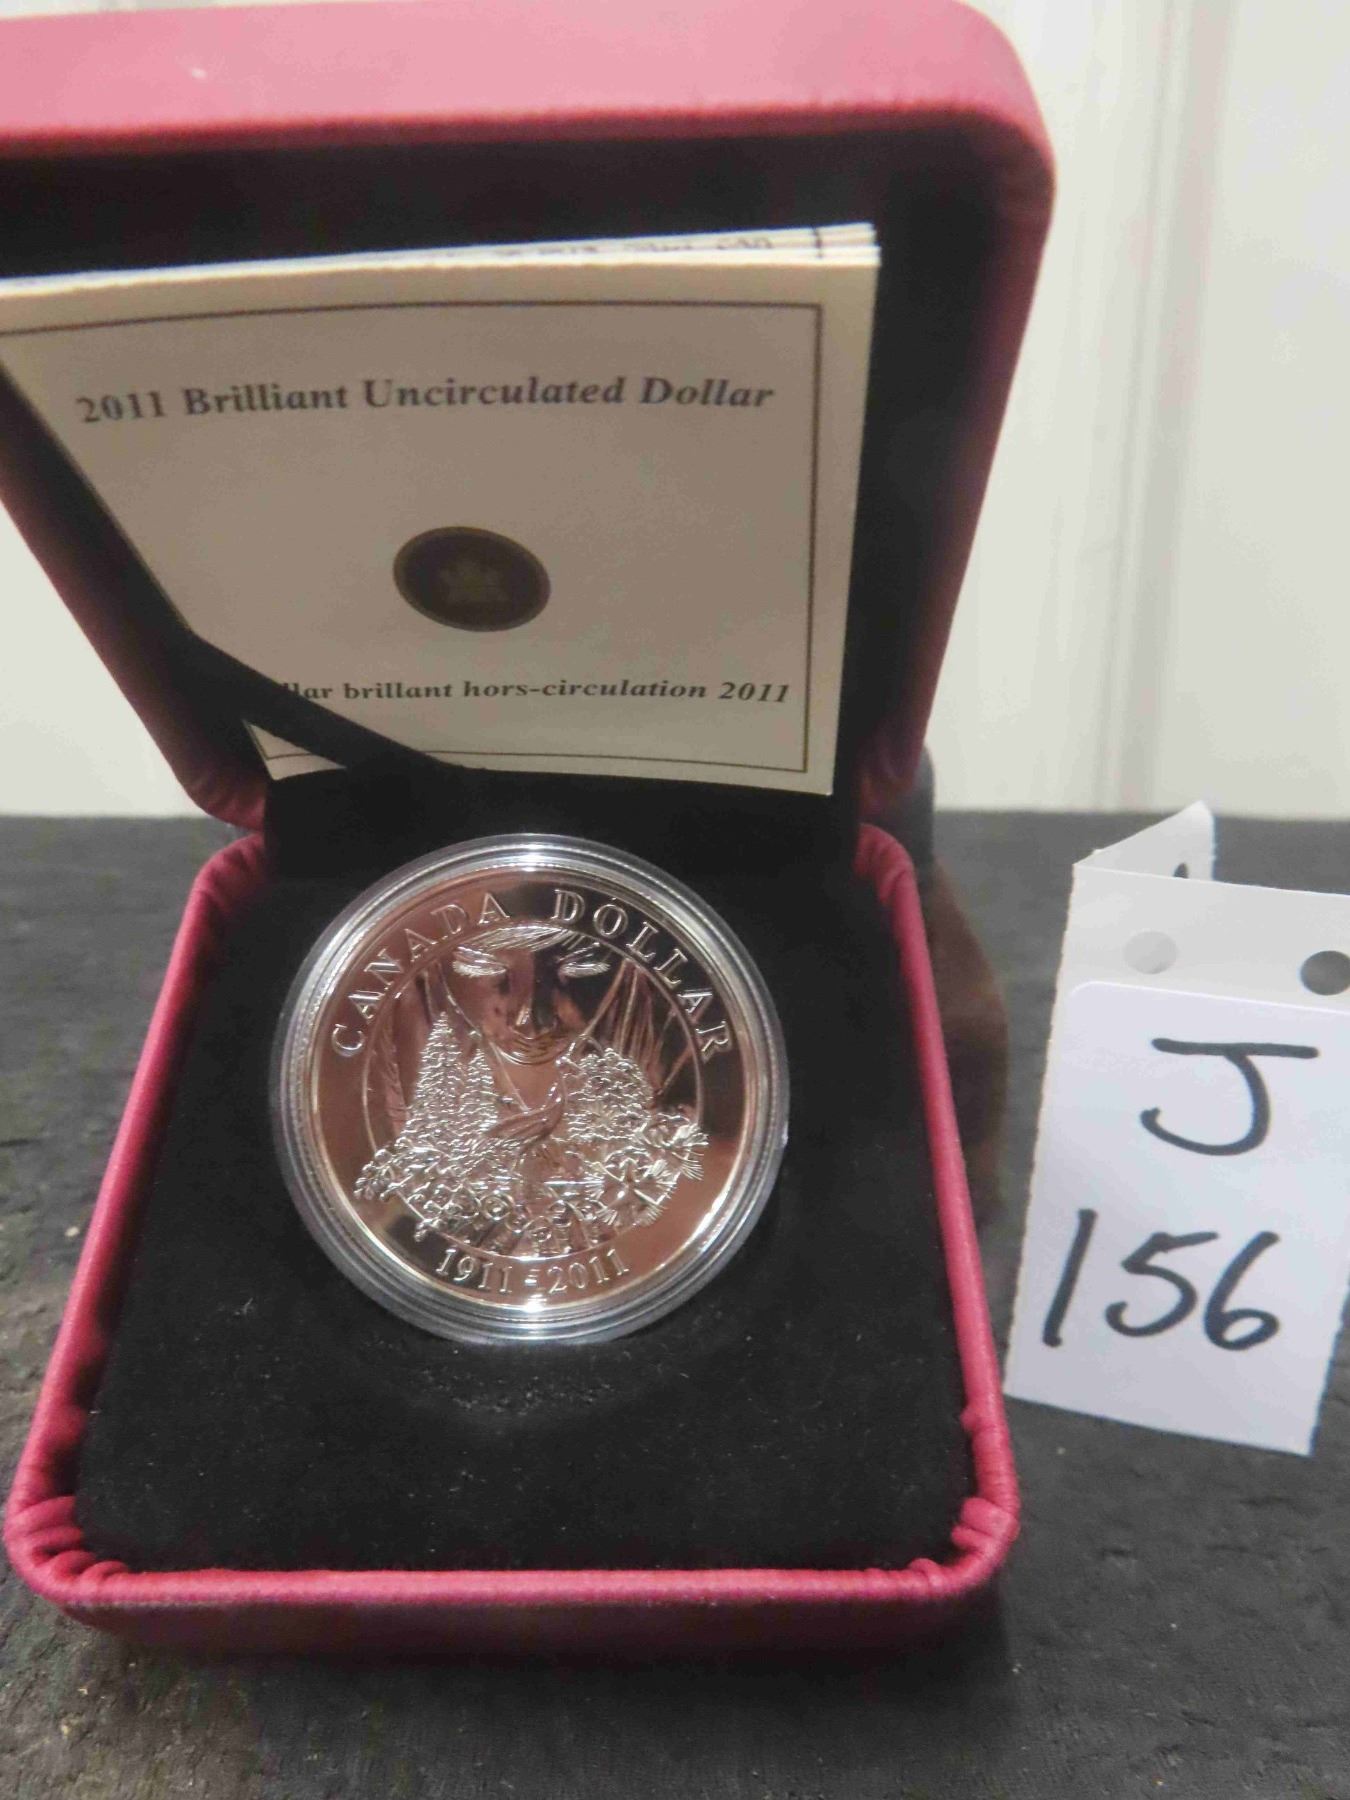 2011 Brilliant Uncirculated Dollar
llar brillant hors-circulation 2011
CANADA DOLLAR
1911-2011
J
156